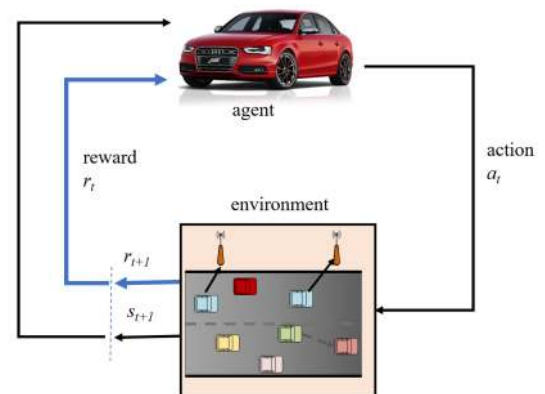 agent
reward
r_t
action
a_t
environment
r_{t+1}
s_{t+1}